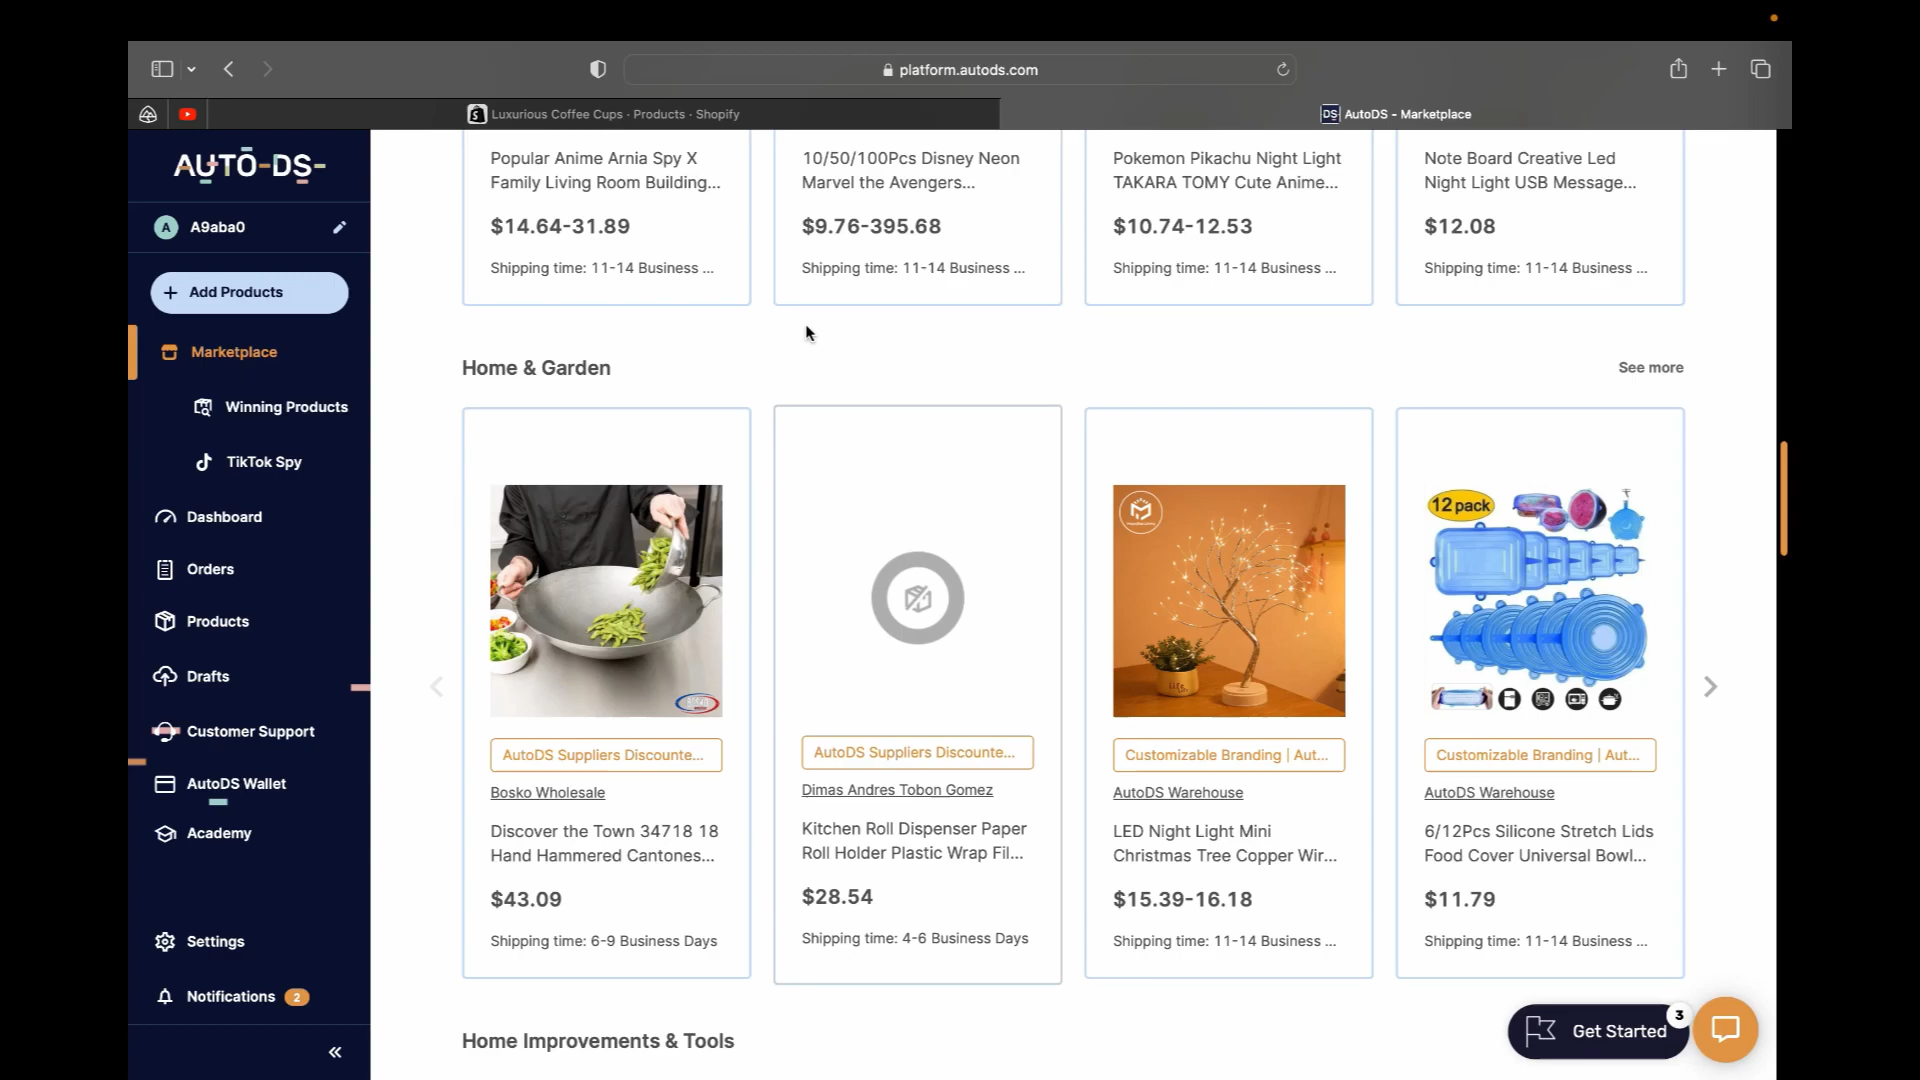 platform.autods.com
Luxurious Coffee Cups · Products · Shopify
DS
AutoDS - Marketplace
AUTO-DS-
A
A9aba0
Add Products
Marketplace
Winning Products
TikTok Spy
Dashboard
Orders
Products
Drafts
Customer Support
AutoDS Wallet
Academy
Settings
Notifications
2
Popular Anime Arnia Spy X
Family Living Room Building...
$14.64-31.89
Shipping time: 11-14 Business ...
10/50/100Pcs Disney Neon
Marvel the Avengers...
$9.76-395.68
Shipping time: 11-14 Business ...
Pokemon Pikachu Night Light
TAKARA TOMY Cute Anime...
$10.74-12.53
Shipping time: 11-14 Business ...
Note Board Creative Led
Night Light USB Message...
$12.08
Shipping time: 11-14 Business ...
Home & Garden
See more
AutoDS Suppliers Discounte...
Bosko Wholesale
Discover the Town 34718 18
Hand Hammered Cantones...
$43.09
Shipping time: 6-9 Business Days
AutoDS Suppliers Discounte...
Dimas Andres Tobon Gomez
Kitchen Roll Dispenser Paper
Roll Holder Plastic Wrap Fil...
$28.54
Shipping time: 4-6 Business Days
Customizable Branding | Aut...
AutoDS Warehouse
LED Night Light Mini
Christmas Tree Copper Wir...
$15.39-16.18
Shipping time: 11-14 Business ...
12 pack
Customizable Branding | Aut...
AutoDS Warehouse
6/12Pcs Silicone Stretch Lids
Food Cover Universal Bowl...
$11.79
Shipping time: 11-14 Business ...
Home Improvements & Tools
Get Started
3